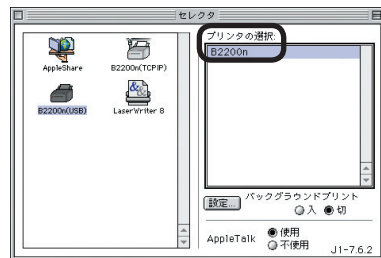 セレクタ
プリンタの選択:
B2200n
AppleShare
B2200n(TCPIP)
B2200n(USB)
LaserWriter 8
設定...
バックグラウンドプリント
入 切
AppleTalk
使用
不使用
J1-7.6.2